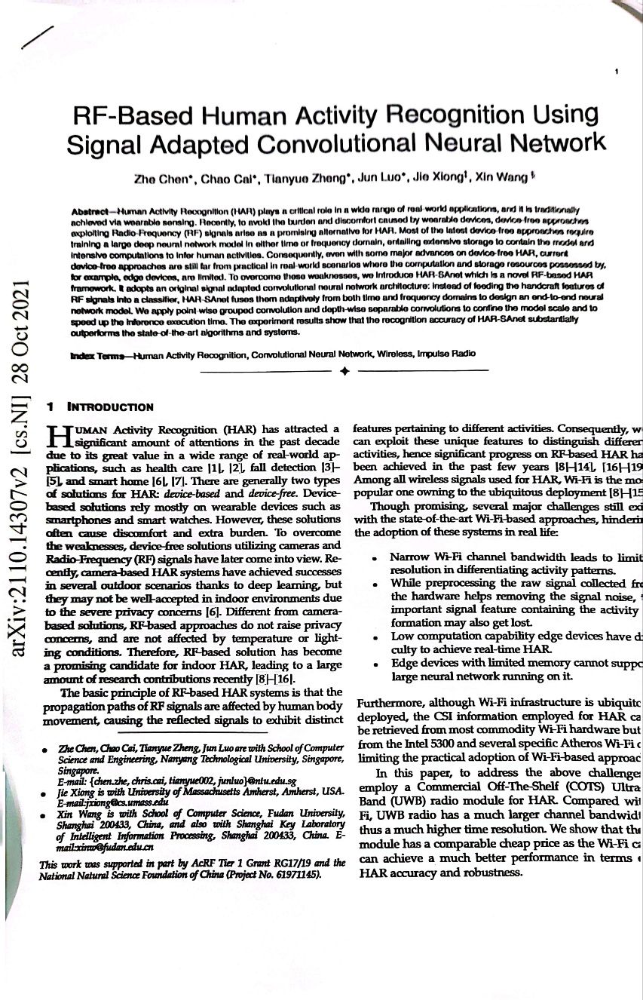 1
RF-Based Human Activity Recognition Using
Signal Adapted Convolutional Neural Network
Zhe Chen*, Chao Cai*, Tianyue Zheng*, Jun Luo*, Jie Xiong†, Xin Wang§
Abstract—Human Activity Recognition (HAR) plays a critical role in a wide range of real-world applications, and it is traditionally
achieved via wearable sensing. Recently, to avoid the burden and discomfort caused by wearable devices, device-free approaches
exploiting Radio-Frequency (RF) signals arise as a promising alternative for HAR. Most of the latest device-free approaches require
training a large deep neural network model in either time or frequency domain, entailing extensive storage to contain the model and
intensive computations to infer human activities. Consequently, even with some major advances on device-free HAR, current
device-free approaches are still far from practical in real-world scenarios where the computation and storage resources possessed by,
for example, edge devices, are limited. To overcome these weaknesses, we introduce HAR-SAnet which is a novel RF-based HAR
framework. It adopts an original signal adapted convolutional neural network architecture: instead of feeding the handcraft features of
RF signals into a classifier, HAR-SAnet fuses them adaptively from both time and frequency domains to design an end-to-end neural
network model. We apply point-wise grouped convolution and depth-wise separable convolutions to confine the model scale and to
speed up the inference execution time. The experiment results show that the recognition accuracy of HAR-SAnet substantially
outperforms the state-of-the-art algorithms and systems.
Index Terms—Human Activity Recognition, Convolutional Neural Network, Wireless, Impulse Radio
arXiv:2110.14307v2 [cs.NI] 28 Oct 2021
1 INTRODUCTION
HUMAN Activity Recognition (HAR) has attracted a
significant amount of attentions in the past decade
due to its great value in a wide range of real-world ap-
plications, such as health care [1], [2], fall detection [3]–
[5], and smart home [6], [7]. There are generally two types
of solutions for HAR: device-based and device-free. Device-
based solutions rely mostly on wearable devices such as
smartphones and smart watches. However, these solutions
often cause discomfort and extra burden. To overcome
the weaknesses, device-free solutions utilizing cameras and
Radio-Frequency (RF) signals have later come into view. Re-
cently, camera-based HAR systems have achieved successes
in several outdoor scenarios thanks to deep learning, but
they may not be well-accepted in indoor environments due
to the severe privacy concerns [6]. Different from camera-
based solutions, RF-based approaches do not raise privacy
concerns, and are not affected by temperature or light-
ing conditions. Therefore, RF-based solution has become
a promising candidate for indoor HAR, leading to a large
amount of research contributions recently [8]–[16].
The basic principle of RF-based HAR systems is that the
propagation paths of RF signals are affected by human body
movement, causing the reflected signals to exhibit distinct
• Zhe Chen, Chao Cai, Tianyue Zheng, Jun Luo are with School of Computer
Science and Engineering, Nanyang Technological University, Singapore,
Singapore.
E-mail: {chen.zhe, chris.cai, tianyue002, junluo}@ntu.edu.sg
• Jie Xiong is with University of Massachusetts Amherst, Amherst, USA.
E-mail:jxiong@cs.umass.edu
• Xin Wang is with School of Computer Science, Fudan University,
Shanghai 200433, China, and also with Shanghai Key Laboratory
of Intelligent Information Processing, Shanghai 200433, China. E-
mail:xinw@fudan.edu.cn
This work was supported in part by AcRF Tier 1 Grant RG17/19 and the
National Natural Science Foundation of China (Project No. 61971145).
features pertaining to different activities. Consequently, w
can exploit these unique features to distinguish differen
activities, hence significant progress on RF-based HAR ha
been achieved in the past few years [8]–[14], [16]–[19
Among all wireless signals used for HAR, Wi-Fi is the mo
popular one owning to the ubiquitous deployment [8]–[15
Though promising, several major challenges still exi
with the state-of-the-art Wi-Fi-based approaches, hinderin
the adoption of these systems in real life:
• Narrow Wi-Fi channel bandwidth leads to limit
resolution in differentiating activity patterns.
• While preprocessing the raw signal collected fro
the hardware helps removing the signal noise,
important signal feature containing the activity
formation may also get lost.
• Low computation capability edge devices have di
culty to achieve real-time HAR.
• Edge devices with limited memory cannot suppo
large neural network running on it.
Furthermore, although Wi-Fi infrastructure is ubiquito
deployed, the CSI information employed for HAR ca
be retrieved from most commodity Wi-Fi hardware but
from the Intel 5300 and several specific Atheros Wi-Fi c
limiting the practical adoption of Wi-Fi-based approac
In this paper, to address the above challenges
employ a Commercial Off-The-Shelf (COTS) Ultra
Band (UWB) radio module for HAR. Compared wit
Fi, UWB radio has a much larger channel bandwidt
thus a much higher time resolution. We show that the
module has a comparable cheap price as the Wi-Fi ca
can achieve a much better performance in terms o
HAR accuracy and robustness.